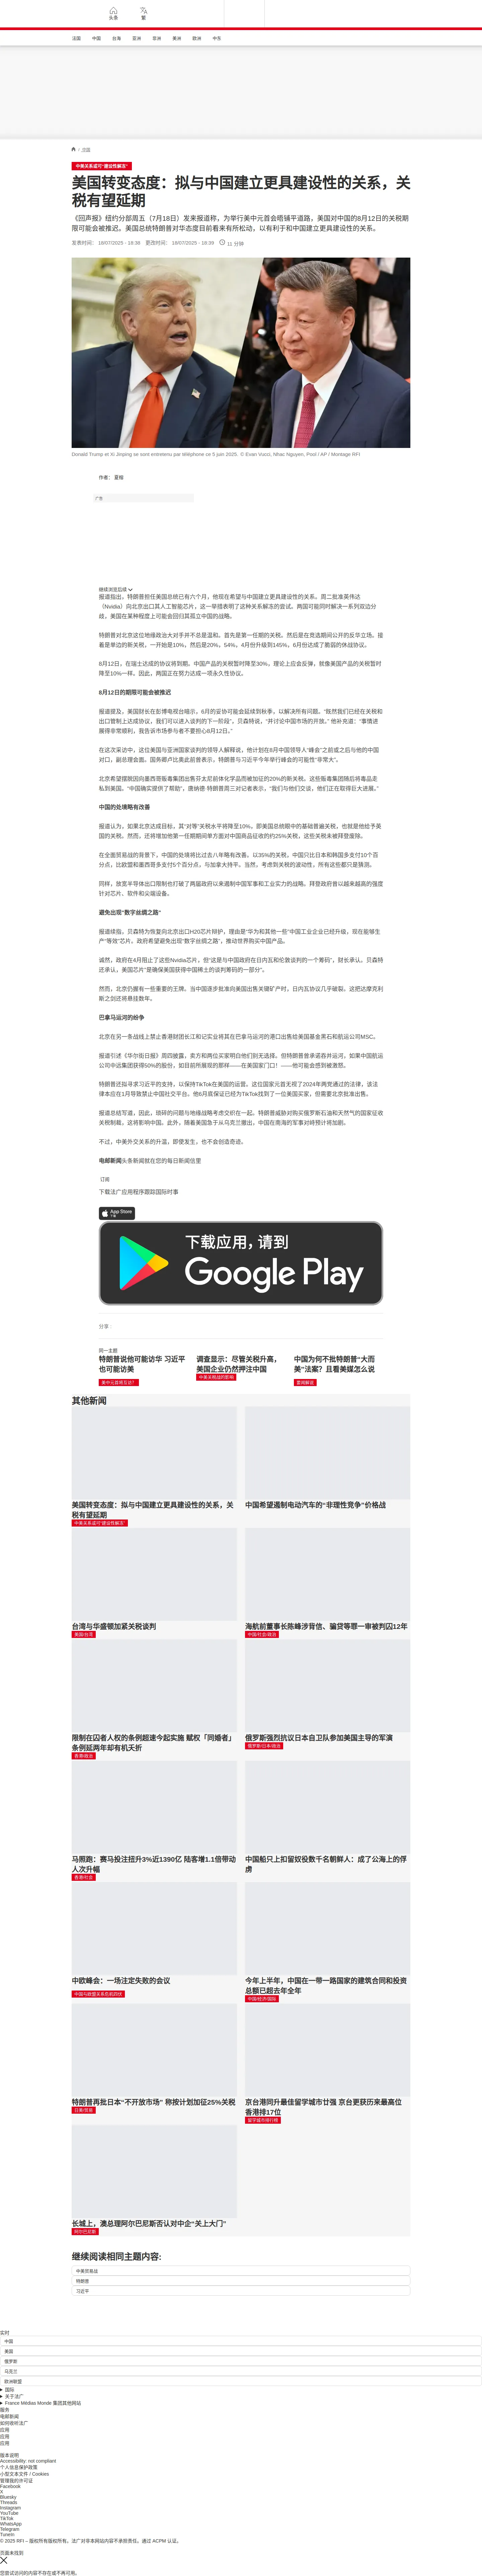 头条
繁
法国
中国
台海
亚洲
非洲
美洲
欧洲
中东
/ 中国
中美关系或可“建设性解冻”
美国转变态度：拟与中国建立更具建设性的关系，关
税有望延期
《回声报》纽约分部周五（7月18日）发来报道称，为举行美中元首会晤铺平道路，美国对中国的8月12日的关税期
限可能会被推迟。美国总统特朗普对华态度目前看来有所松动，以有利于和中国建立更具建设性的关系。
发表时间： 18/07/2025 - 18:36 更改时间： 18/07/2025 - 18:39 11 分钟
Donald Trump et Xi Jinping se sont entretenu par téléphone ce 5 juin 2025. © Evan Vucci, Nhac Nguyen, Pool / AP / Montage RFI
作者： 夏榕
广告
继续浏览后续
报道指出，特朗普担任美国总统已有六个月，他现在希望与中国建立更具建设性的关系。周二批准英伟达
（Nvidia）向北京出口其人工智能芯片，这一举措表明了这种关系解冻的尝试。两国可能同时解决一系列双边分
歧，美国在某种程度上可能会回归其孤立中国的战略。
特朗普对北京这位地缘政治大对手并不总是温和。首先是第一任期的关税。然后是在竞选期间公开的反华立场。接
着是单边的新关税，一开始是10%，然后是20%，54%，4月份升级到145%。6月份达成了脆弱的休战协议。
8月12日，在瑞士达成的协议将到期。中国产品的关税暂时降至30%，理论上应会反弹，就像美国产品的关税暂时
降至10%一样。因此，两国正在努力达成一项永久性协议。
8月12日的期限可能会被推迟
报道提及，美国财长在彭博电视台暗示，6月的妥协可能会延续到秋季，以解决所有问题。“既然我们已经在关税和
出口管制上达成协议，我们可以进入谈判的下一阶段”，贝森特说，“并讨论中国市场的开放。” 他补充道：“事情进
展得非常顺利，我告诉市场参与者不要担心8月12日。”
在这次采访中，这位美国与亚洲国家谈判的领导人解释说，他计划在8月中国领导人“峰会”之前或之后与他的中国
对口，副总理会面。国务卿卢比奥此前曾表示，特朗普与习近平今年举行峰会的可能性“非常大”。
北京希望摆脱因向墨西哥贩毒集团出售芬太尼前体化学品而被加征的20%的新关税。这些贩毒集团随后将毒品走
私到美国。“中国确实提供了帮助”，唐纳德·特朗普周三对记者表示，“我们与他们交谈，他们正在取得巨大进展。”
中国的处境略有改善
报道认为，如果北京达成目标，其“对等”关税水平将降至10%，即美国总统眼中的基础普遍关税，也就是他给予英
国的关税。然而，还将增加他第一任期期间单方面对中国商品征收的约25%关税，这些关税未被拜登废除。
在全面贸易战的背景下，中国的处境将比过去八年略有改善。以35%的关税，中国只比日本和韩国多支付10个百
分点，比欧盟和墨西哥多支付5个百分点，与加拿大持平。当然，考虑到关税的波动性，所有这些都只是猜测。
同样，放宽半导体出口限制也打破了两届政府以来遏制中国军事和工业实力的战略。拜登政府曾以越来越高的强度
针对芯片、软件和尖端设备。
避免出现“数字丝绸之路”
报道续指，贝森特为恢复向北京出口H20芯片辩护，理由是“华为和其他一些”中国工业企业已经升级，现在能够生
产“等效”芯片。政府希望避免出现“数字丝绸之路”，推动世界购买中国产品。
诚然，政府在4月阻止了这些Nvidia芯片，但“这是与中国政府在日内瓦和伦敦谈判的一个筹码”，财长承认。贝森特
还承认，美国芯片“是确保美国获得中国稀土的谈判筹码的一部分”。
然而，北京仍握有一些重要的王牌。当中国逐步批准向美国出售关键矿产时，日内瓦协议几乎破裂。这把达摩克利
斯之剑还将悬挂数年。
巴拿马运河的纷争
北京在另一条战线上禁止香港财团长江和记实业将其在巴拿马运河的港口出售给美国基金黑石和航运公司MSC。
报道引述《华尔街日报》周四披露，卖方和两位买家明白他们别无选择。但特朗普曾承诺吞并运河，如果中国航运
公司中远集团获得50%的股份，如目前所展现的那样——在美国家门口！——他可能会感到被激怒。
特朗普还指寻求习近平的支持，以保持TikTok在美国的运营。这位国家元首无视了2024年两党通过的法律，该法
律本应在1月导致禁止中国社交平台。他6月底保证已经为TikTok找到了一位美国买家，但需要北京批准出售。
报道总结写道，因此，琐碎的问题与地缘战略考虑交织在一起。特朗普威胁对购买俄罗斯石油和天然气的国家征收
关税制裁，这将影响中国。此外，随着美国急于从乌克兰搬出，中国在南海的军事对峙预计将加剧。
不过，中美外交关系的升温，即便发生，也不会创造奇迹。
电邮新闻头条新闻就在您的每日新闻信里
订阅
下载法广应用程序跟踪国际时事
App Store
下载
下载应用，请到
Google Play
分享 :
同一主题
特朗普说他可能访华 习近平
也可能访美
美中元首将互访？
调查显示：尽管关税升高，
美国企业仍然押注中国
中美关税战的影响
中国为何不批特朗普“大而
美”法案？且看美媒怎么说
要闻解说
其他新闻
美国转变态度：拟与中国建立更具建设性的关系，关
税有望延期
中美关系或可“建设性解冻”
中国希望遏制电动汽车的“非理性竞争”价格战
台湾与华盛顿加紧关税谈判
美国/台湾
海航前董事长陈峰涉背信、骗贷等罪一审被判囚12年
中国/社会/政治
限制在囚者人权的条例超速今起实施 赋权「同婚者」
条例延两年却有机夭折
香港/政治
俄罗斯强烈抗议日本自卫队参加美国主导的军演
俄罗斯/日本/政治
马照跑：赛马投注扭升3%近1390亿 陆客增1.1倍带动
人次升幅
香港/社会
中国船只上扣留奴役数千名朝鲜人：成了公海上的俘
虏
中欧峰会：一场注定失败的会议
中国与欧盟关系危机四伏
今年上半年，中国在一带一路国家的建筑合同和投资
总额已超去年全年
中国/经济/国际
特朗普再批日本“不开放市场” 称按计划加征25%关税
日美/贸易
京台港同升最佳留学城市廿强 京台更获历来最高位
香港排17位
留学城市排行榜
长城上，澳总理阿尔巴尼斯否认对中企“关上大门”
阿尔巴尼斯
继续阅读相同主题内容:
中美贸易战
特朗普
习近平
实时
中国
美国
俄罗斯
乌克兰
欧洲联盟
国际
关于法广
France Médias Monde 集团其他网站
服务
电邮新闻
如何收听法广
应用
应用
应用
版本说明
Accessibility: not compliant
个人信息保护政策
小型文本文件 / Cookies
管理我的许可证
Facebook
X
Bluesky
Threads
Instagram
YouTube
TikTok
WhatsApp
Telegram
TuneIn
© 2025 RFI – 版权所有版权所有。法广对非本网站内容不承担责任。通过 ACPM 认证。
页面未找到
您尝试访问的内容不存在或不再可用。